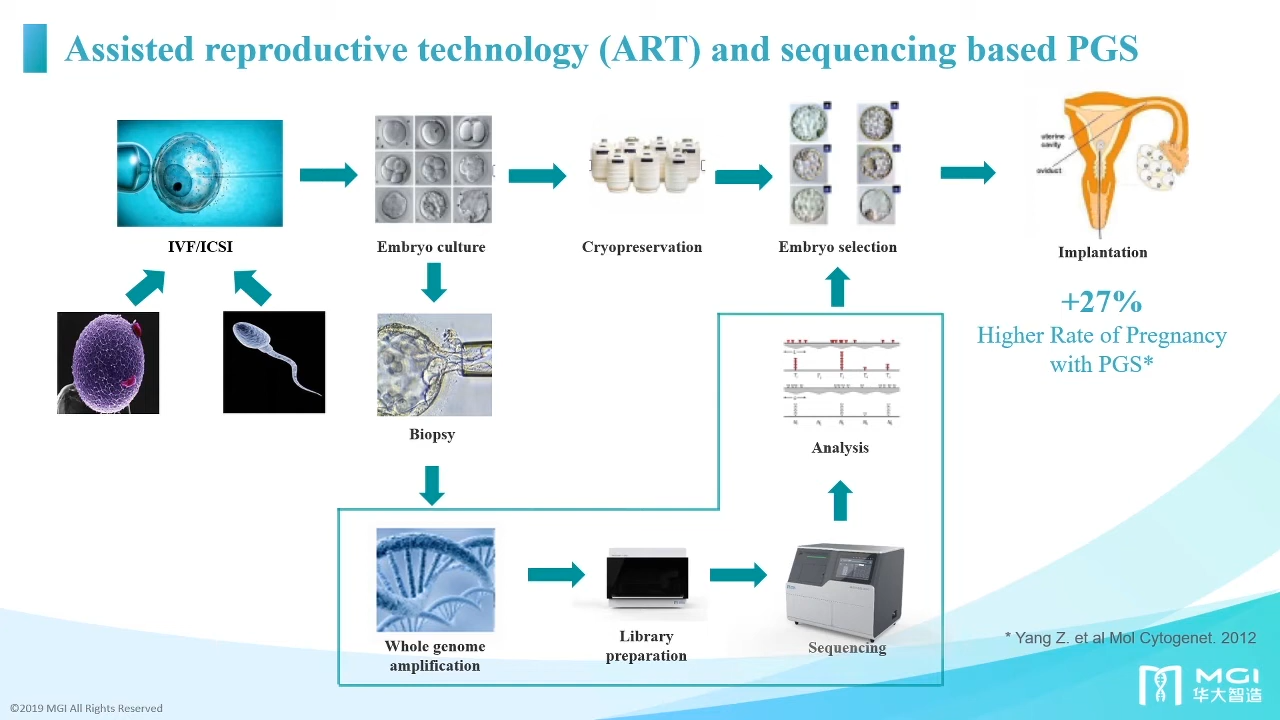 Assisted reproductive technology (ART) and sequencing based PGS
uterine
cavity
oviduct
IVF/ICSI
Embryo culture
Cryopreservation
Embryo selection
Implantation
+27%
Higher Rate of Pregnancy
with PGS*
Biopsy
Analysis
Whole genome
amplification
Library
preparation
Sequencing
* Yang Z. et al Mol Cytogenet. 2012
MGI
华大智造
©2019 MGI All Rights Reserved